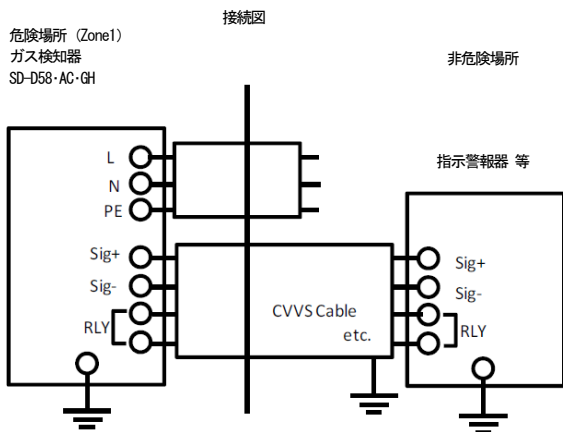 接続図
危険場所（Zone1）
ガス検知器
SD-D58･AC･GH
非危険場所
指示警報器 等
L
N
PE
Sig+
Sig-
RLY
CVVS Cable
etc.
Sig+
Sig-
RLY